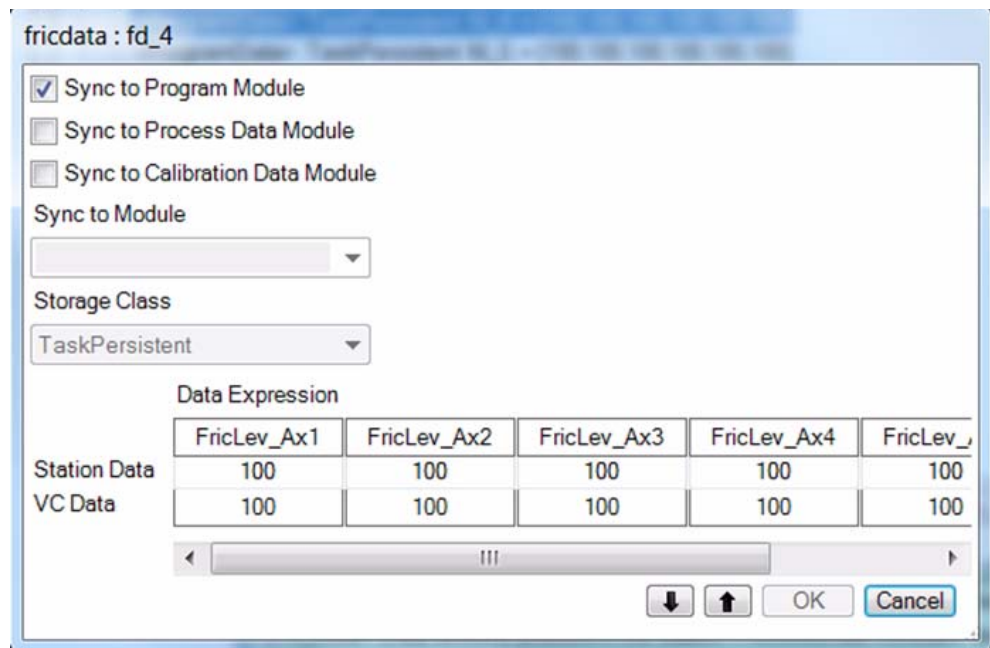 fricdata : fd_4
Sync to Program Module
Sync to Process Data Module
Sync to Calibration Data Module
Sync to Module
Storage Class
TaskPersistent
Data Expression
FricLev_Ax1 FricLev_Ax2 FricLev_Ax3 FricLev_Ax4 FricLev_
Station Data 100 100 100 100 100
VC Data 100 100 100 100 100
OK Cancel